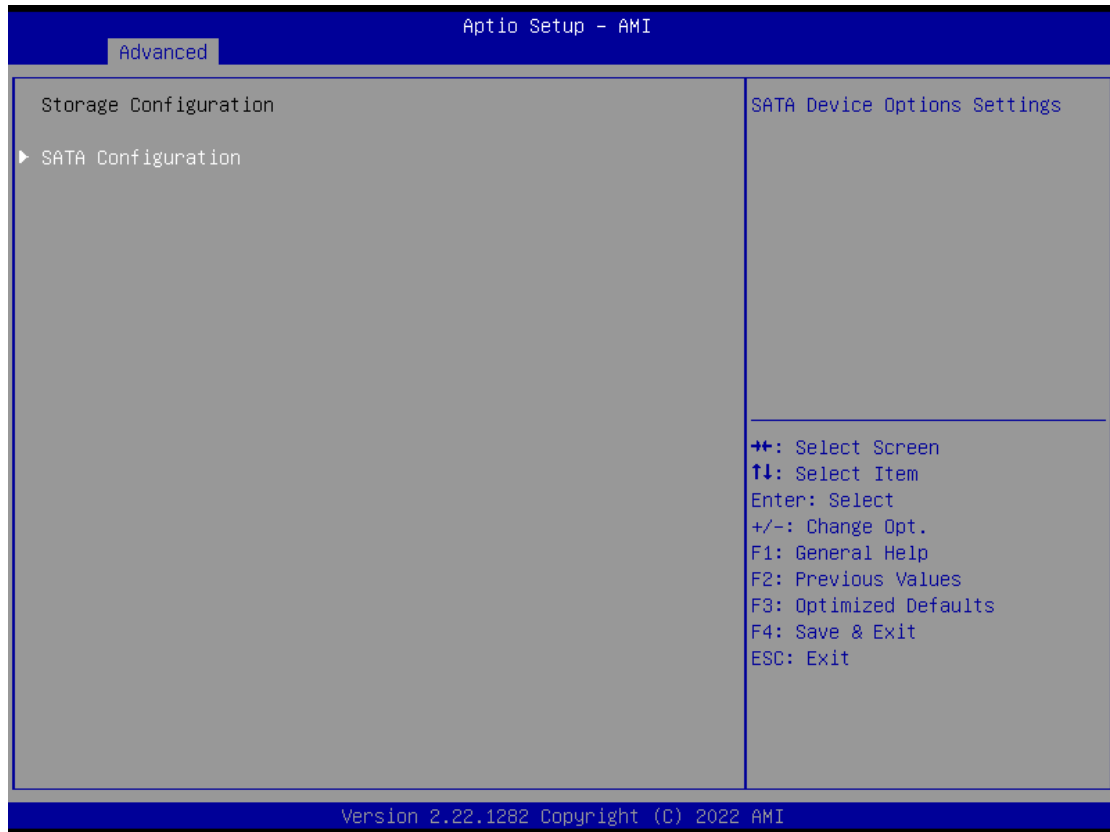 Aptio Setup – AMI
Advanced
Storage Configuration
SATA Configuration
SATA Device Options Settings
→←: Select Screen
↑↓: Select Item
Enter: Select
+/-: Change Opt.
F1: General Help
F2: Previous Values
F3: Optimized Defaults
F4: Save & Exit
ESC: Exit
Version 2.22.1282 Copyright (C) 2022 AMI